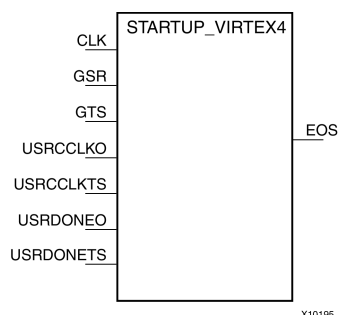 STARTUP_VIRTEX4
CLK
GSR
GTS
EOS
USRCCLKO
USRCCLKTS
USRDONEO
USRDONETS
X10195